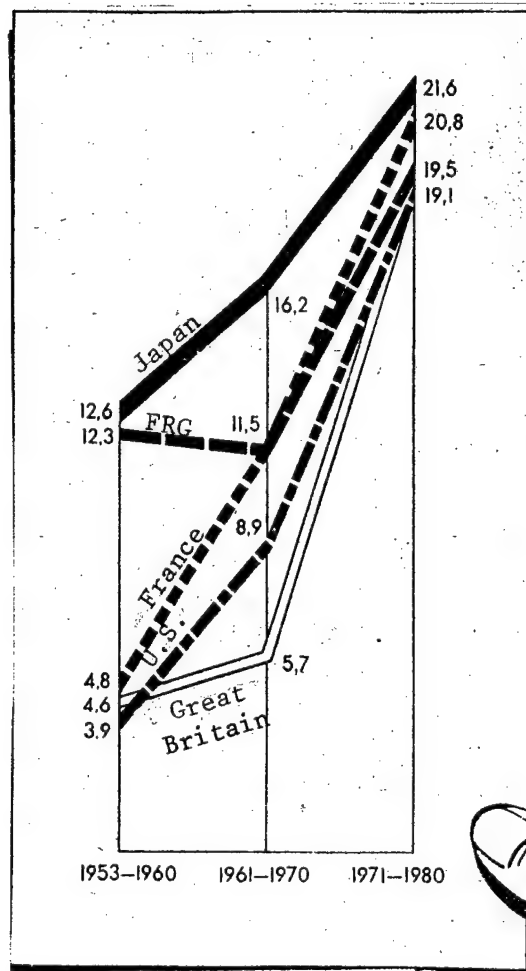 21,6
20,8
19,5
19,1
16,2
Japan
12,6
12,3
FRG
11,5
8,9
France
U.S.
4,8
4,6
3,9
5,7
Great
Britain
1953–1960 1961–1970 1971–1980